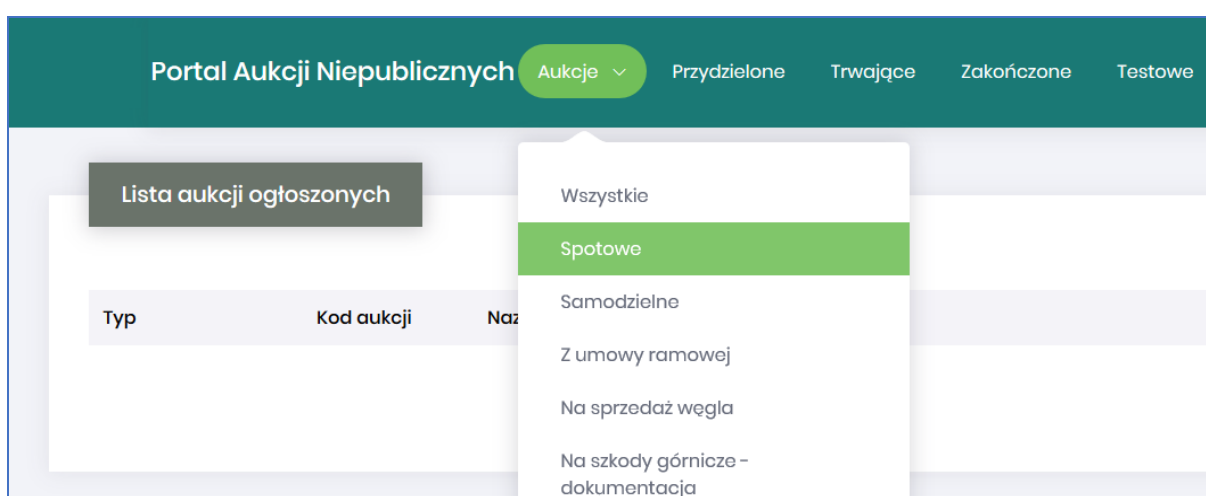 Portal Aukcji Niepublicznych Aukcje Przydzielone Trwające Zakończone Testowe
Lista aukcji ogłoszonych
Wszystkie
Spotowe
Samodzielne
Typ Kod aukcji Naz
Z umowy ramowej
Na sprzedaż węgla
Na szkody górnicze -
dokumentacja